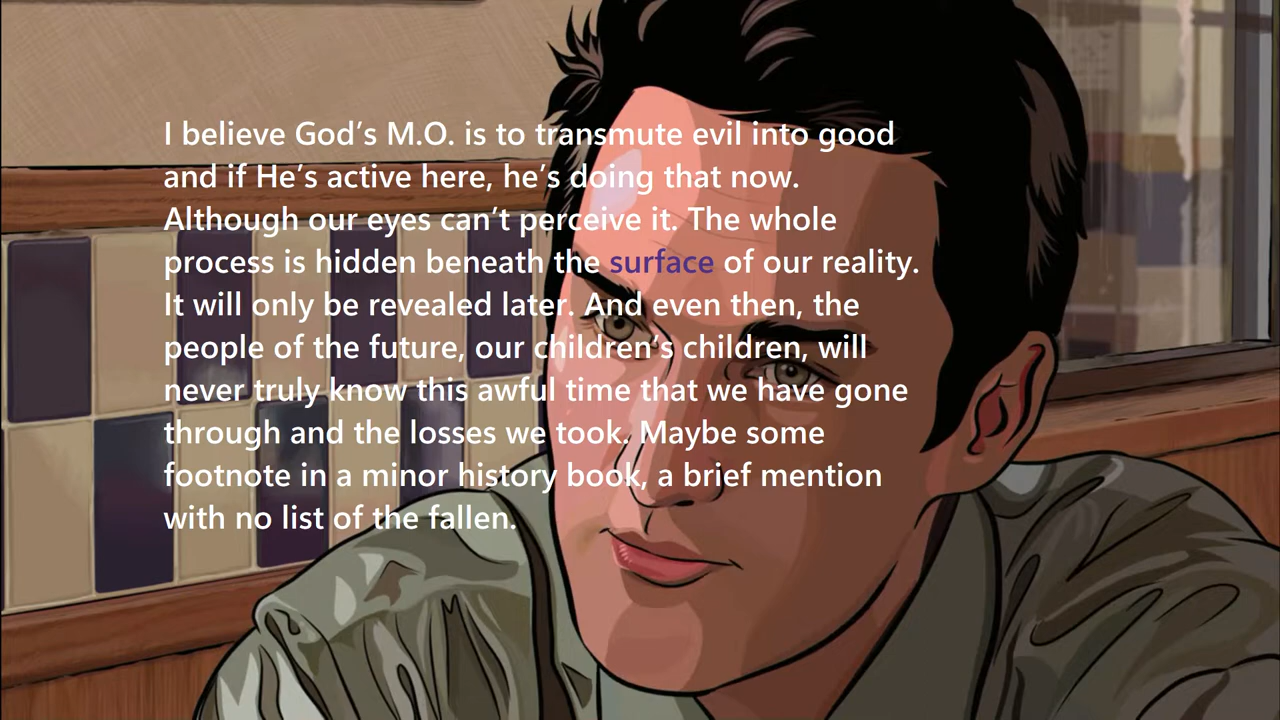 I believe God’s M.O. is to transmute evil into good
and if He’s active here, he’s doing that now.
Although our eyes can’t perceive it. The whole
process is hidden beneath the surface of our reality.
It will only be revealed later. And even then, the
people of the future, our children’s children, will
never truly know this awful time that we have gone
through and the losses we took. Maybe some
footnote in a minor history book, a brief mention
with no list of the fallen.